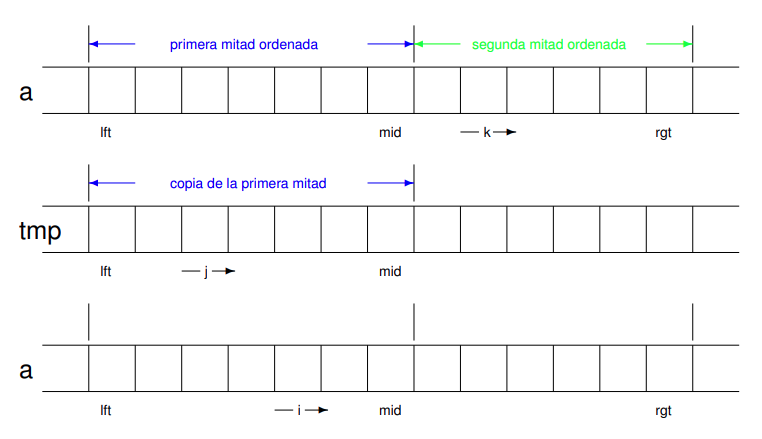 primera mitad ordenada segunda mitad ordenada
a
lft mid k rgt
copia de la primera mitad
tmp
lft j mid
a
lft i mid rgt